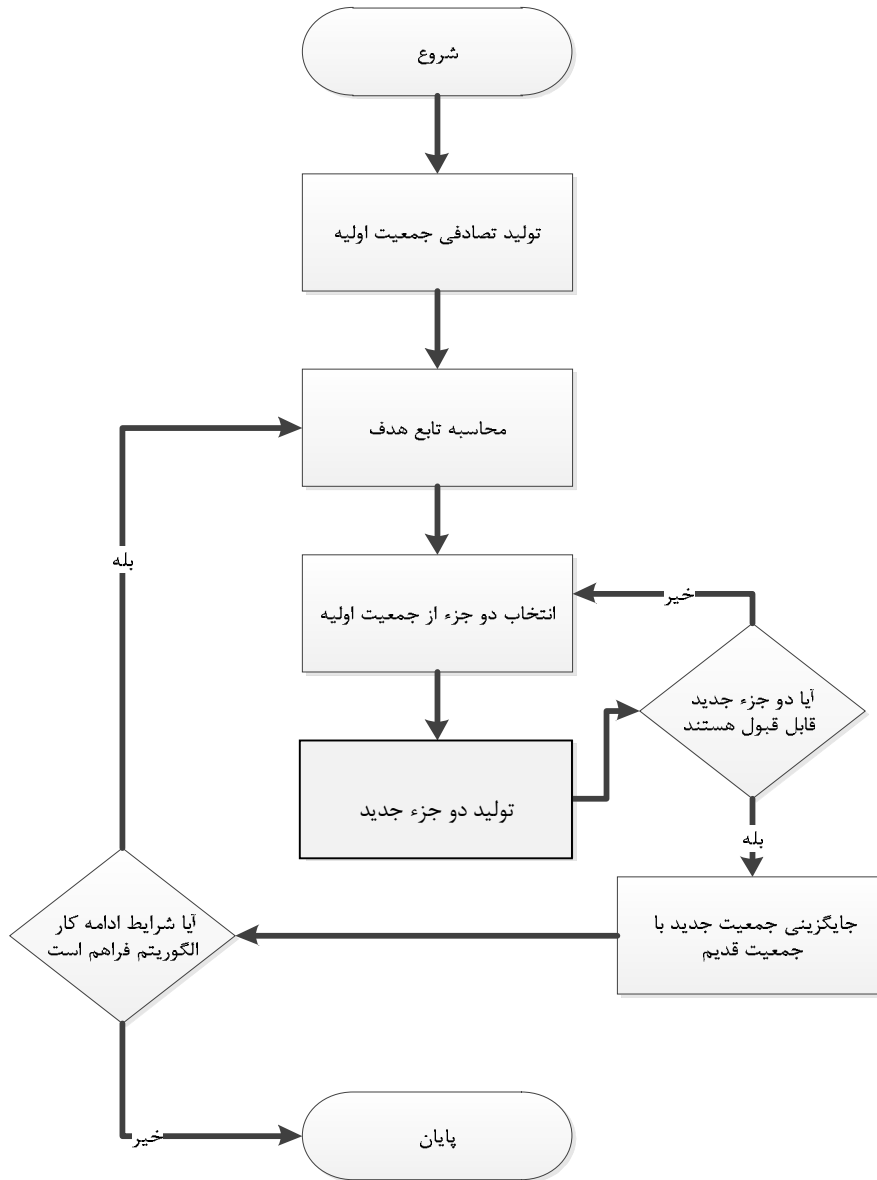 شروع
تولید تصادفی جمعیت اولیه
محاسبه تابع هدف
بله
انتخاب دو جزء از جمعیت اولیه
خیر
آیا دو جزء جدید
قابل قبول هستند
تولید دو جزء جدید
بله
جایگزینی جمعیت جدید با
جمعیت قدیم
آیا شرایط ادامه کار
الگوریتم فراهم است
خیر
پایان